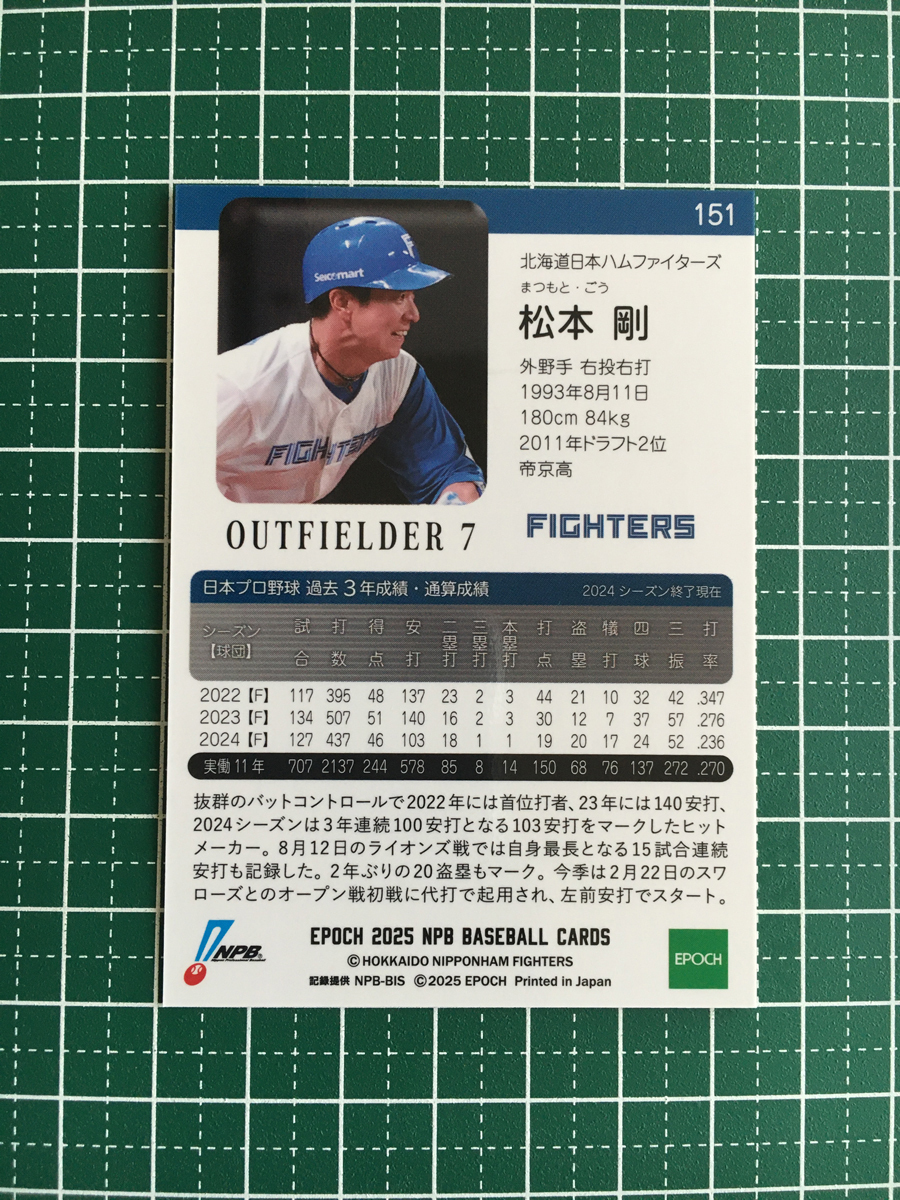 151
Seicomart
FIGHTERS
北海道日本ハムファイターズ
まつもと・ごう
松本 剛
外野手 右投右打
1993年8月11日
180cm 84kg
2011年ドラフト2位
帝京高
OUTFIELDER 7
FIGHTERS
日本プロ野球 過去3年成績・通算成績 2024シーズン終了現在
シーズン【球団】 試合 打数 得点 安打 二塁打 三塁打 本塁打 打点 盗塁 犠打 四球 三振 打率
2022【F】 117 395 48 137 23 2 3 44 21 10 32 42 .347
2023【F】 134 507 51 140 16 2 3 30 12 7 37 57 .276
2024【F】 127 437 46 103 18 1 1 19 20 17 24 52 .236
実働11年 707 2137 244 578 85 8 14 150 68 76 137 272 .270
抜群のバットコントロールで2022年には首位打者、23年には140安打、
2024シーズンは3年連続100安打となる103安打をマークしたヒット
メーカー。8月12日のライオンズ戦では自身最長となる15試合連続
安打も記録した。2年ぶりの20盗塁もマーク。今季は2月22日のスワ
ローズとのオープン戦初戦に代打で起用され、左前安打でスタート。
NPB
EPOCH 2025 NPB BASEBALL CARDS
©HOKKAIDO NIPPONHAM FIGHTERS
記録提供 NPB-BIS ©2025 EPOCH Printed in Japan
EPOCH